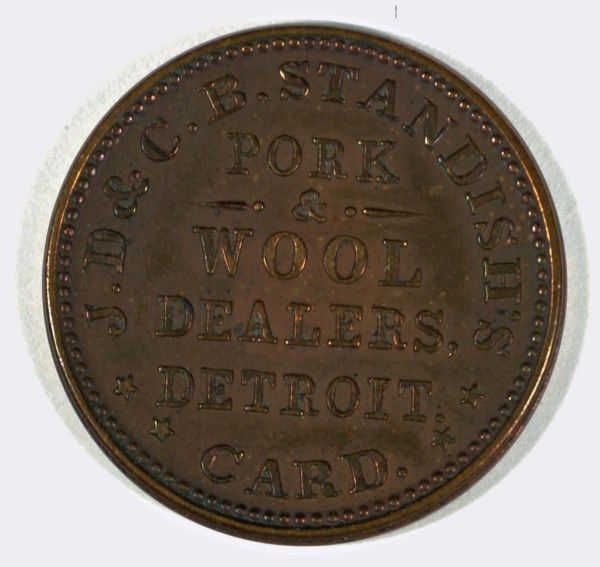 J. D & C. B. STANDISH'S
PORK
&
WOOL
DEALERS,
DETROIT.
CARD.